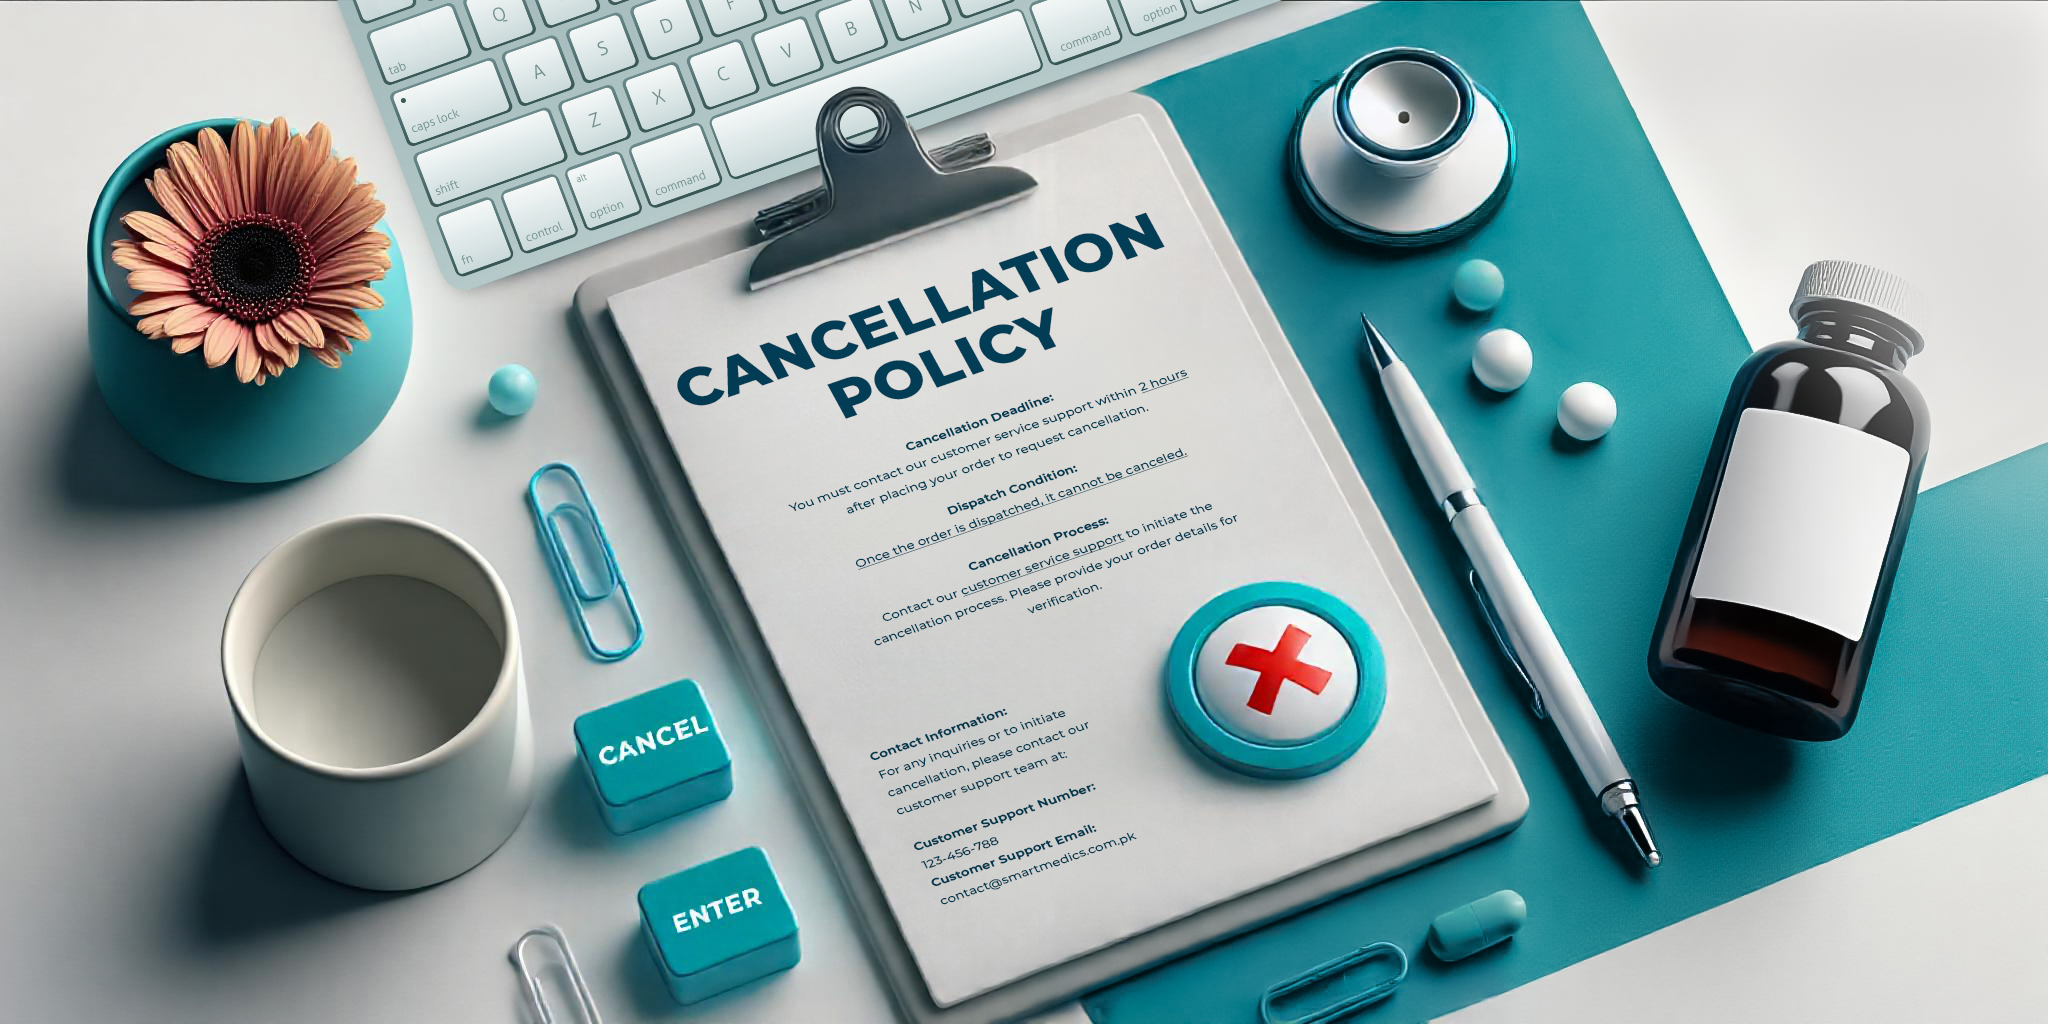 Q
tab
A
S
D
F
caps lock
Z
X
C
V
B
N
shift
fn
control
alt
option
command
command
option
CANCELLATION
POLICY
Cancellation Deadline:
You must contact our customer service support within 2 hours
after placing your order to request cancellation.
Dispatch Condition:
Once the order is dispatched, it cannot be canceled.
Cancellation Process:
Contact our customer service support to initiate the
cancellation process. Please provide your order details for
verification.
Contact Information:
For any inquiries or to initiate
cancellation, please contact our
customer support team at:
Customer Support Number:
123-456-788
Customer Support Email:
contact@smartmedics.com.pk
CANCEL
ENTER